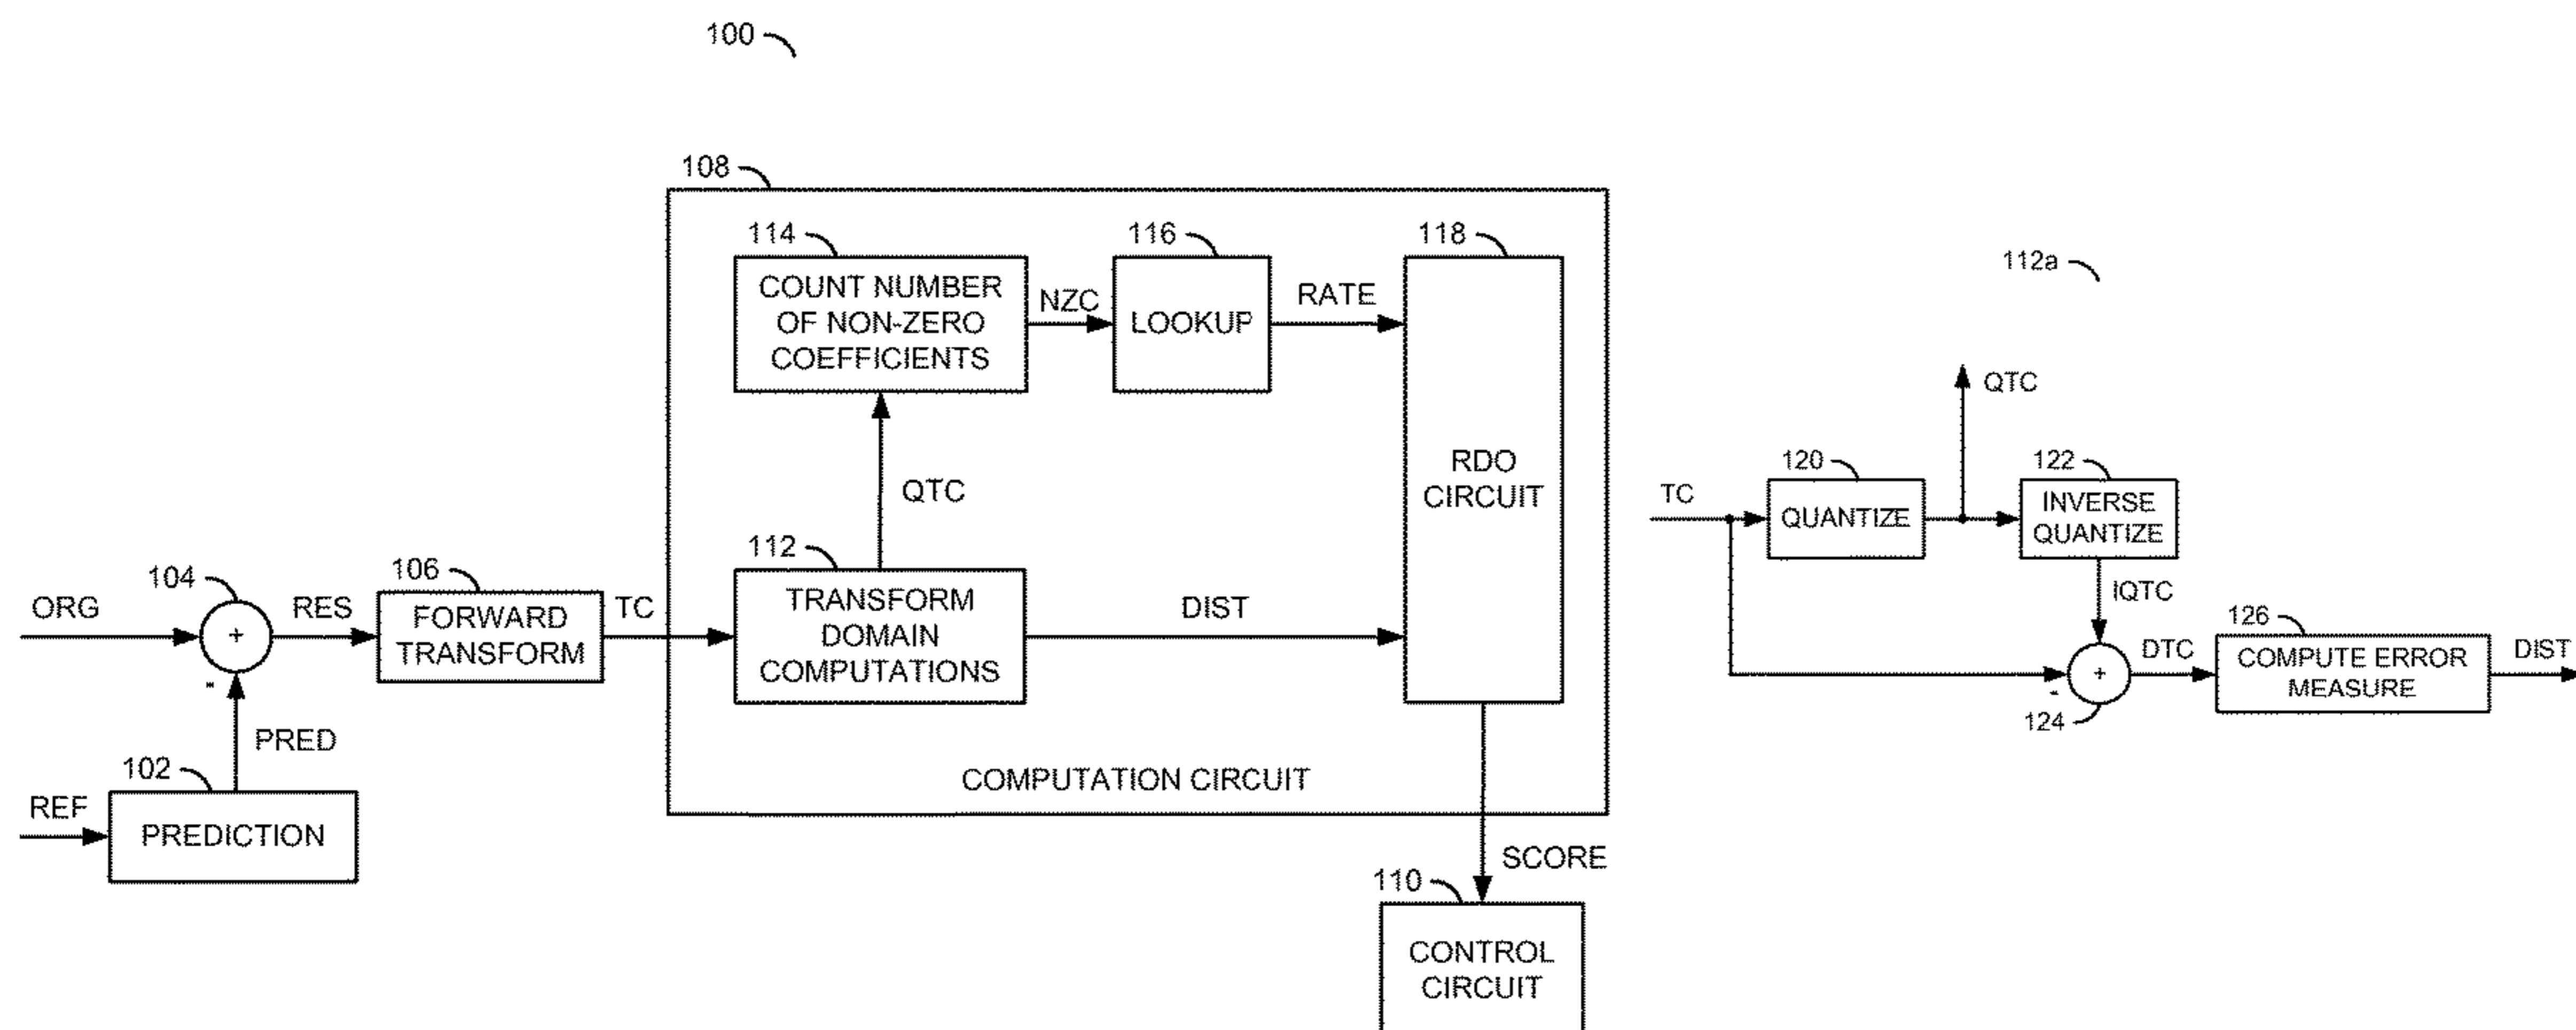 100
108
114
COUNT NUMBER
OF NON-ZERO
COEFFICIENTS
NZC
116
LOOKUP
RATE
118
RDO
CIRCUIT
QTC
112
TRANSFORM
DOMAIN
COMPUTATIONS
DIST
COMPUTATION CIRCUIT
ORG
104
+
-
RES
106
FORWARD
TRANSFORM
TC
PRED
102
REF
PREDICTION
SCORE
110
CONTROL
CIRCUIT
112a
QTC
TC
120
QUANTIZE
122
INVERSE
QUANTIZE
IQTC
+
-
124
DTC
126
COMPUTE ERROR
MEASURE
DIST